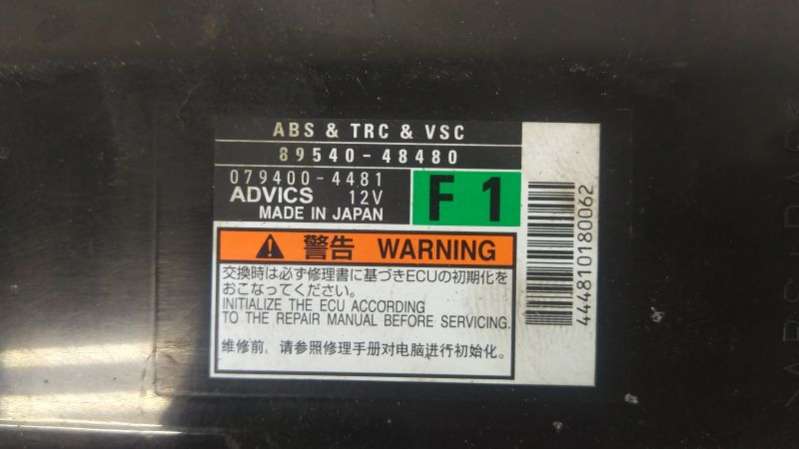 ABS & TRC & VSC
89540-48480
079400-4481
ADVICS 12V
MADE IN JAPAN
F1
警告 WARNING
交換時は必ず修理書に基づきECUの初期化を
おこなってください。
INITIALIZE THE ECU ACCORDING
TO THE REPAIR MANUAL BEFORE SERVICING.
维修前，请参照修理手册对电脑进行初始化。
444810180062